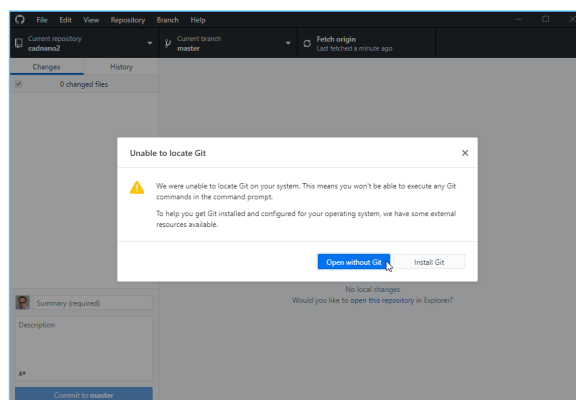 File Edit View Repository Branch Help
Current repository
cadnano2
Current branch
master
Fetch origin
Last fetched a minute ago
Changes History
0 changed files
Unable to locate Git
We were unable to locate Git on your system. This means you won't be able to execute any Git
commands in the command prompt.
To help you get Git installed and configured for your operating system, we have some external
resources available.
Open without Git Install Git
No local changes
Would you like to open this repository in Explorer?
Summary (required)
Description
Commit to master